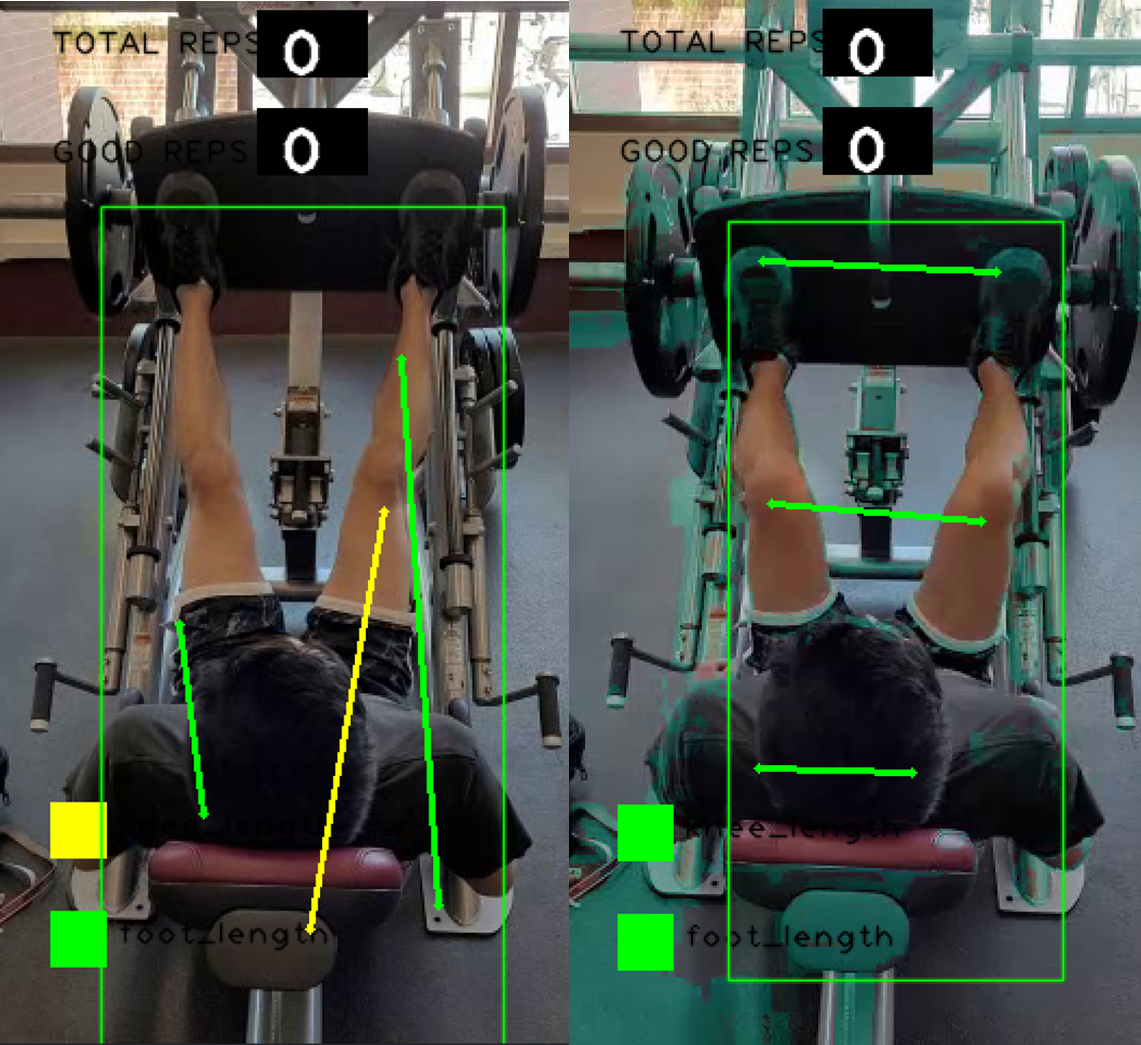 TOTAL REPS 0
GOOD REPS 0
knee_length
foot_length
TOTAL REPS 0
GOOD REPS 0
knee_length
foot_length